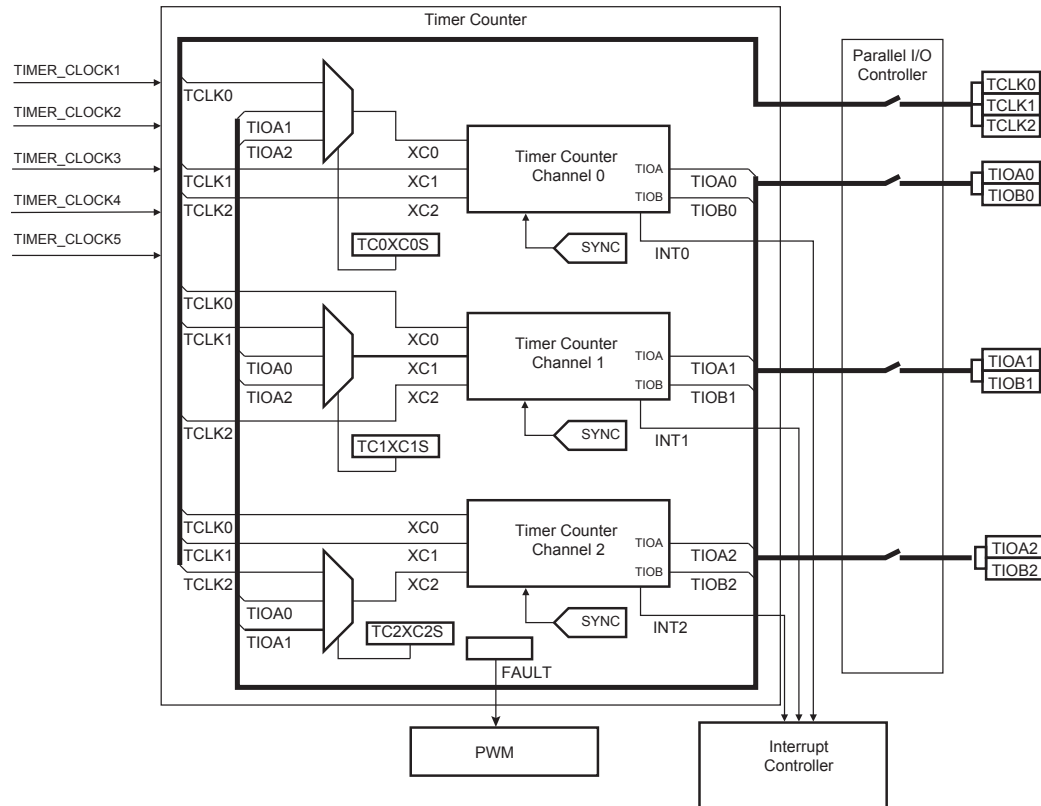 Timer Counter
Parallel I/O
Controller
TIMER_CLOCK1
TCLK0
TCLK0
TCLK1
TIMER_CLOCK2
TIOA1
TCLK2
TIOA2
XC0
Timer Counter
Channel 0
TIOA
TIMER_CLOCK3
TCLK1
XC1
TIOA0
TIOA0
TIMER_CLOCK4
TCLK2
XC2
TIOB
TIOB0
TIOB0
TIMER_CLOCK5
TC0XC0S
SYNC
INT0
TCLK0
TCLK1
XC0
Timer Counter
Channel 1
TIOA
TIOA0
XC1
TIOA1
TIOA1
TIOA2
XC2
TIOB
TIOB1
TIOB1
TCLK2
TC1XC1S
SYNC
INT1
TCLK0
XC0
Timer Counter
Channel 2
TIOA
TCLK1
XC1
TIOA2
TIOA2
TCLK2
XC2
TIOB
TIOB2
TIOB2
TIOA0
TIOA1
TC2XC2S
SYNC
INT2
FAULT
PWM
Interrupt
Controller